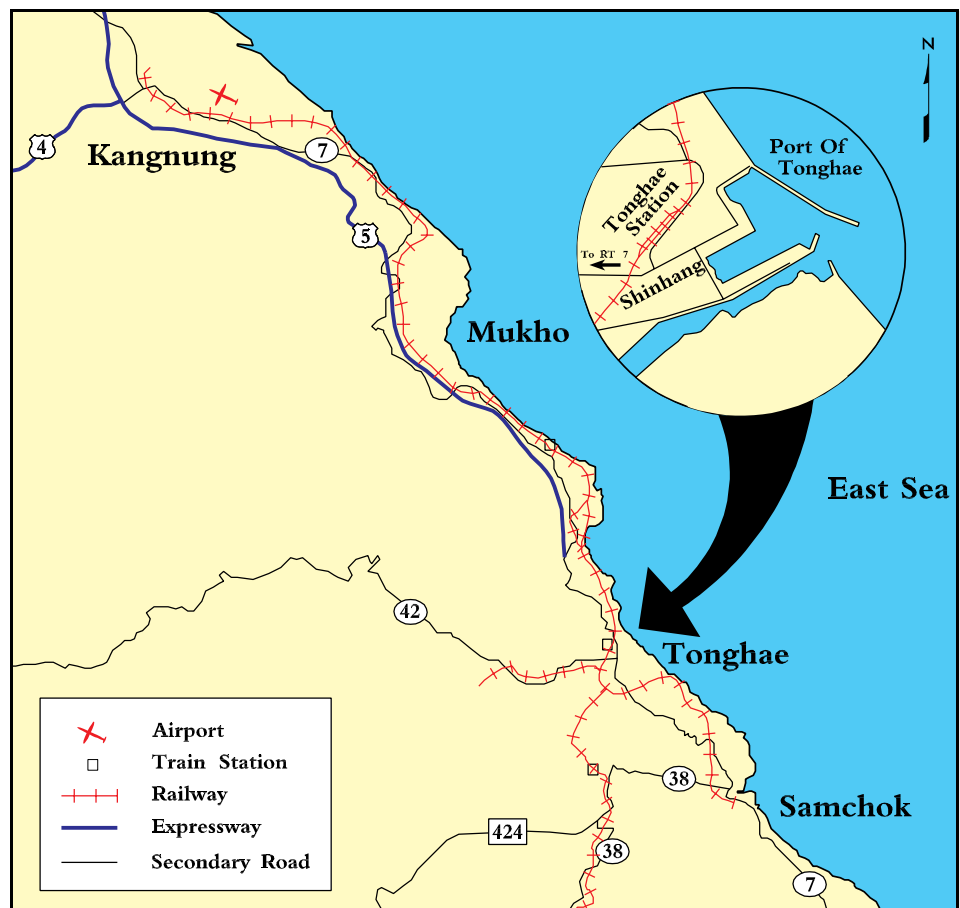 N
4
Kangnung
7
5
Port Of
Tonghae
Tonghae
Station
To RT 7
Shinhang
Mukho
East Sea
42
Tonghae
Airport
Train Station
Railway
Expressway
Secondary Road
38
Samchok
424
38
7